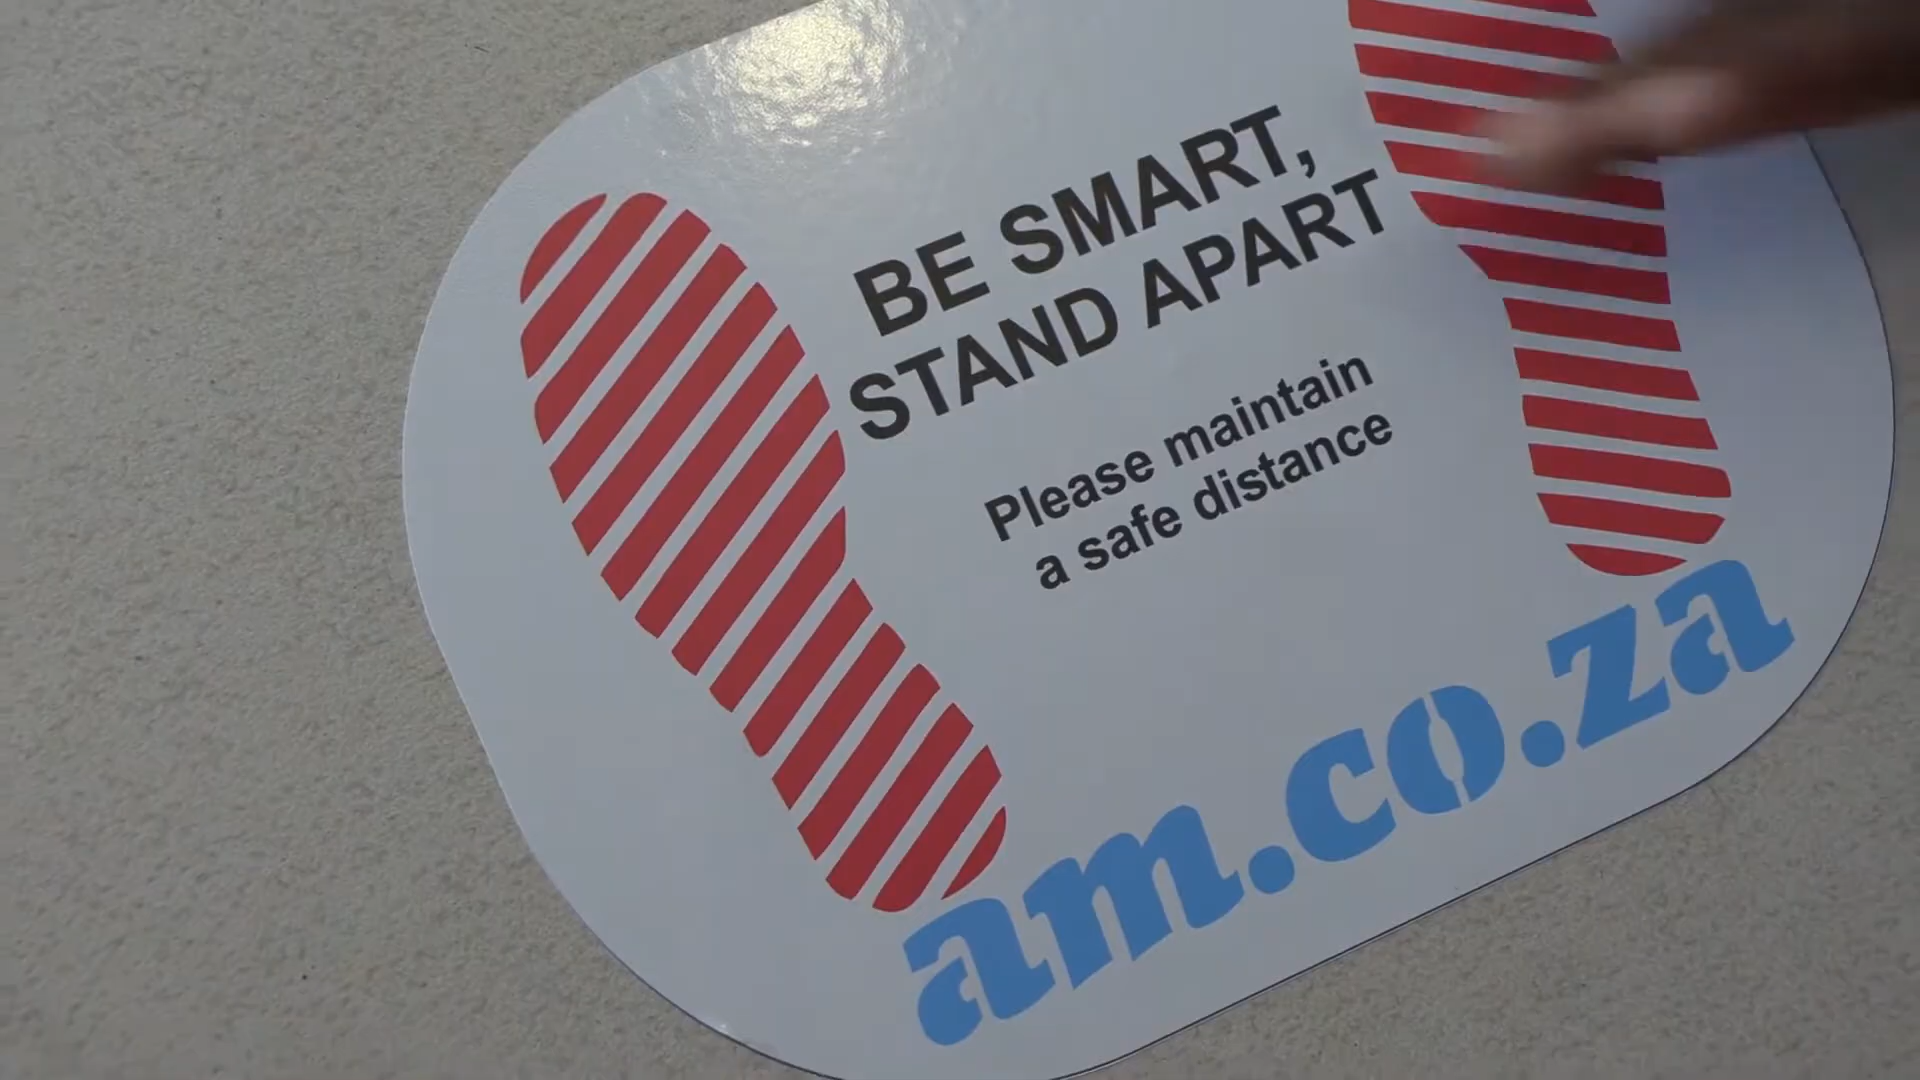 BE SMART,
STAND APART
Please maintain
a safe distance
am.co.za